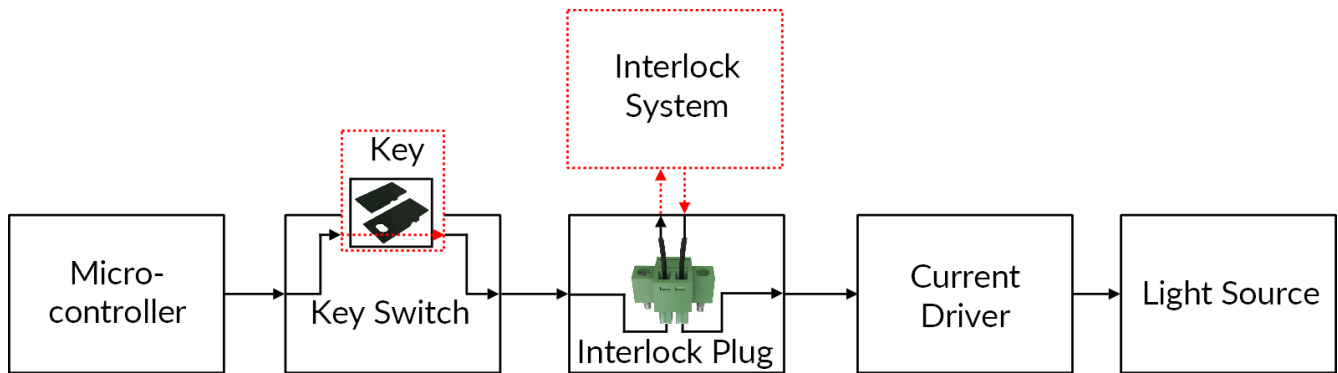 Interlock
System
Key
Micro-
controller
Key Switch
Interlock Plug
Current
Driver
Light Source